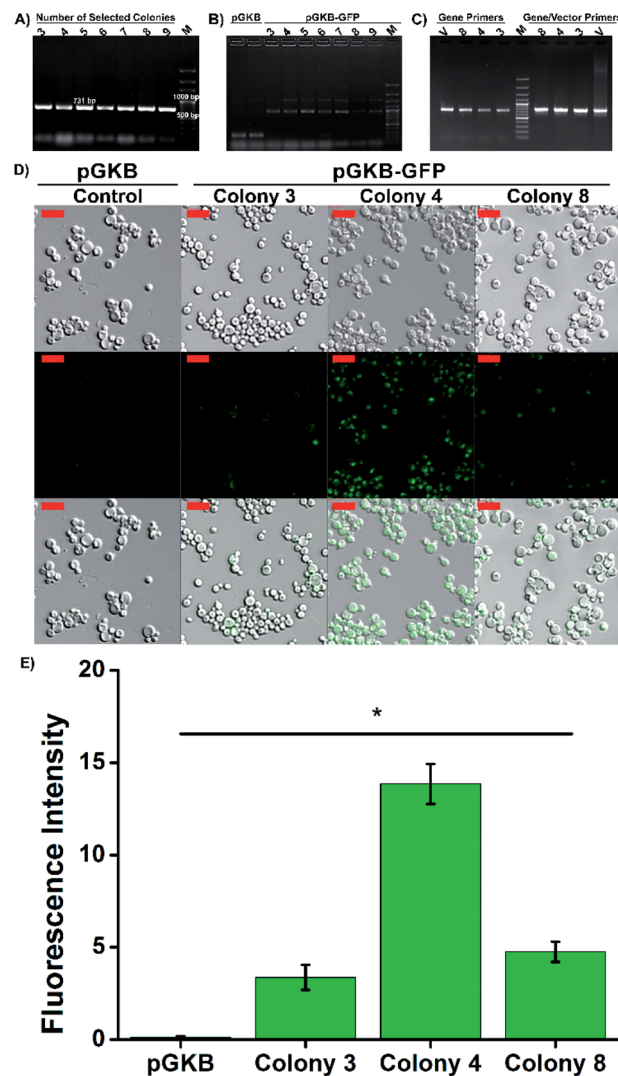 A)
Number of Selected Colonies
3 4 5 6 7 8 9 M
731 bp
1000 bp
500 bp
B)
pGKB pGKB-GFP
3 4 5 6 7 8 9 M
C)
Gene Primers Gene/Vector Primers
V 8 4 3 M 8 4 3 V
D)
pGKB pGKB-GFP
Control Colony 3 Colony 4 Colony 8
E)
Fluorescence Intensity
20
15
10
5
0
*
pGKB Colony 3 Colony 4 Colony 8